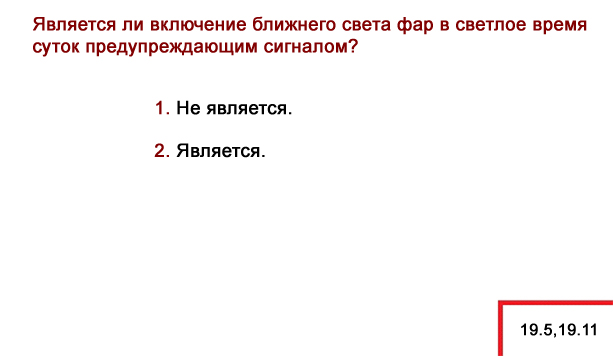 Является ли включение ближнего света фар в светлое время
суток предупреждающим сигналом?
1. Не является.
2. Является.
19.5,19.11